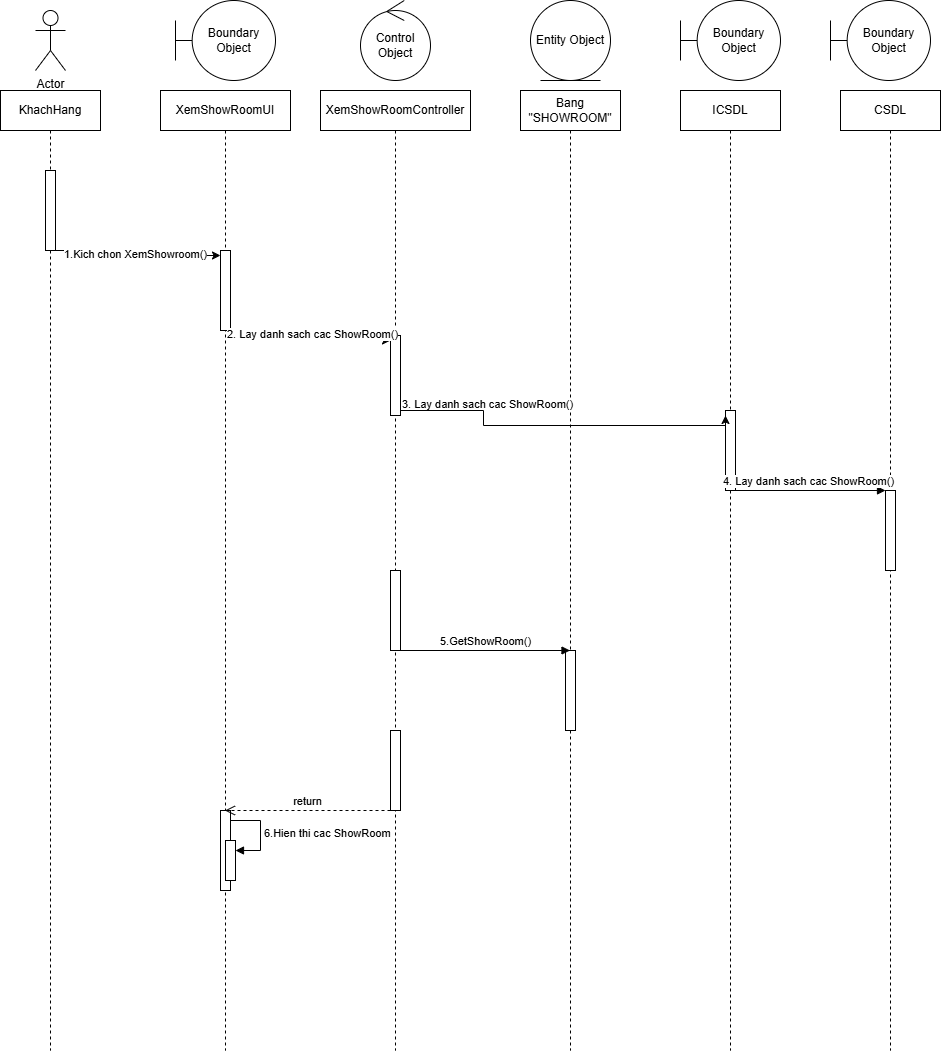 Boundary
Object
Control
Object
Entity Object
Boundary
Object
Boundary
Object
Actor
KhachHang
XemShowRoomUI
XemShowRoomController
Bang
"SHOWROOM"
ICSDL
CSDL
1.Kich chon XemShowroom()
2. Lay danh sach cac ShowRoom()
3. Lay danh sach cac ShowRoom()
4. Lay danh sach cac ShowRoom()
5.GetShowRoom()
return
6.Hien thi cac ShowRoom